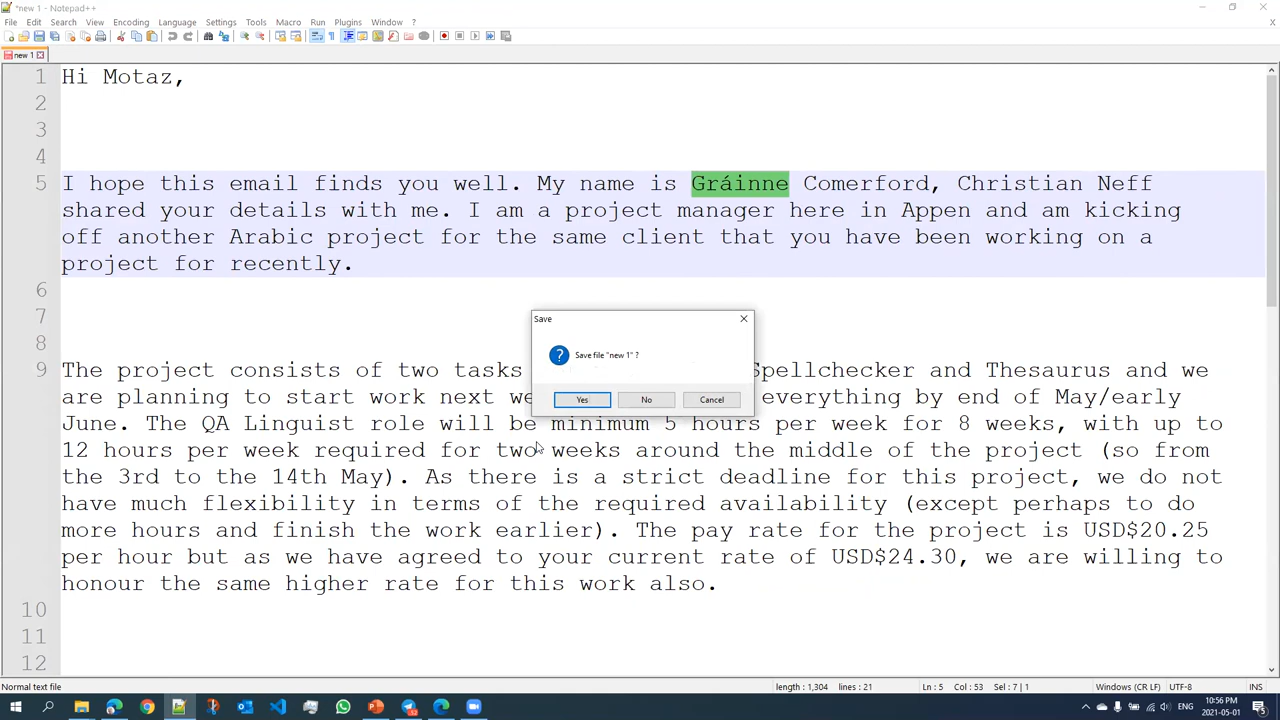 *new 1 - Notepad++
File Edit Search View Encoding Language Settings Tools Macro Run Plugins Window ?
new 1
1 Hi Motaz,
2
3
4
5 I hope this email finds you well. My name is Gráinne Comerford, Christian Neff
shared your details with me. I am a project manager here in Appen and am kicking
off another Arabic project for the same client that you have been working on a
project for recently.
6
7
8
9 The project consists of two tasks Spellchecker and Thesaurus and we
are planning to start work next we everything by end of May/early
June. The QA Linguist role will be minimum 5 hours per week for 8 weeks, with up to
12 hours per week required for two weeks around the middle of the project (so from
the 3rd to the 14th May). As there is a strict deadline for this project, we do not
have much flexibility in terms of the required availability (except perhaps to do
more hours and finish the work earlier). The pay rate for the project is USD$20.25
per hour but as we have agreed to your current rate of USD$24.30, we are willing to
honour the same higher rate for this work also.
10
11
12
Save
Save file "new 1" ?
Yes No Cancel
Normal text file length : 1,304 lines : 21 Ln : 5 Col : 53 Sel : 7 | 1 Windows (CR LF) UTF-8 INS
ENG 10:56 PM
2021-05-01